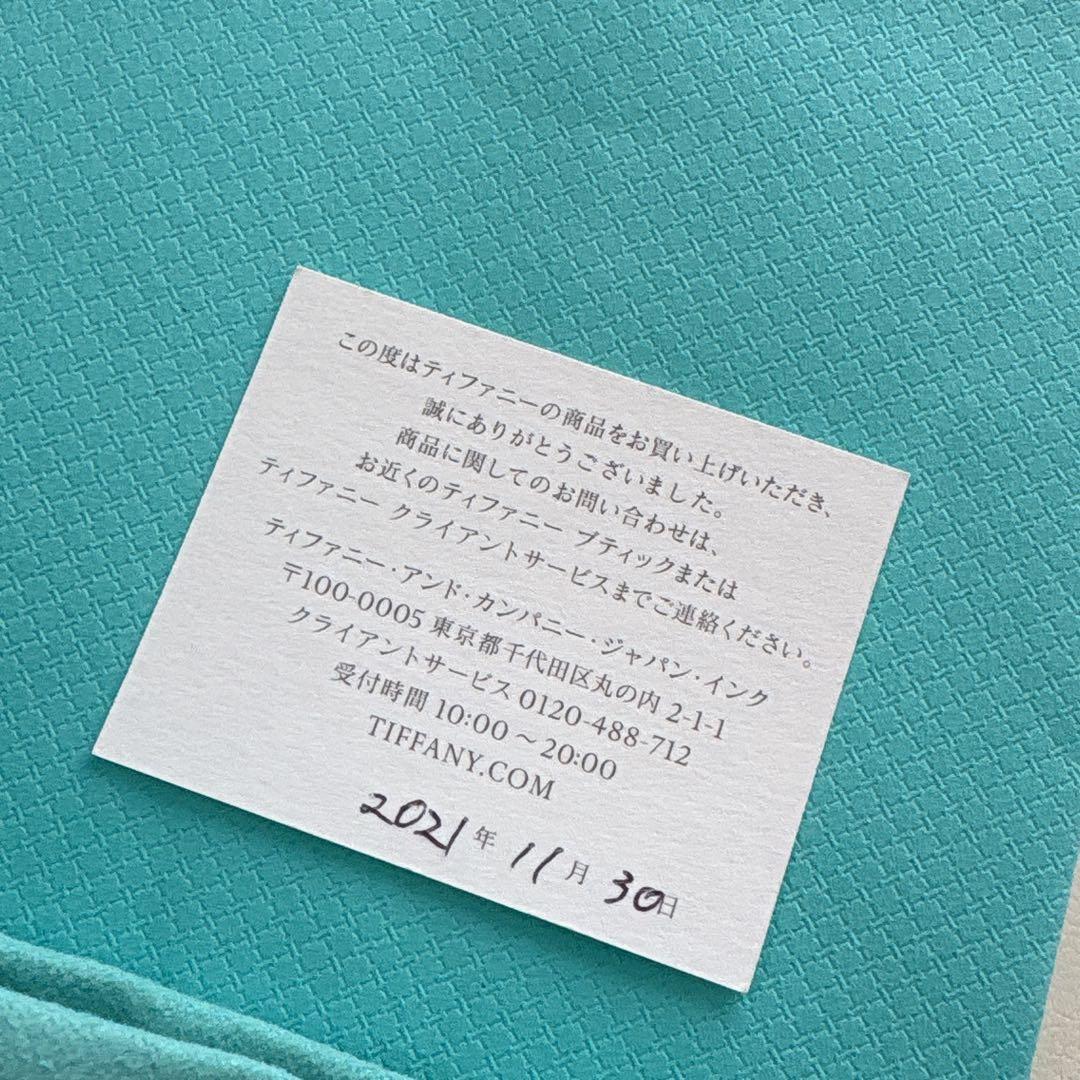 この度はティファニーの商品をお買い上げいただき、
誠にありがとうございました。
商品に関してのお問い合わせは、
お近くのティファニー ブティックまたは
ティファニー クライアントサービスまでご連絡ください。
ティファニー・アンド・カンパニー・ジャパン・インク
〒100-0005 東京都千代田区丸の内 2-1-1
クライアントサービス 0120-488-712
受付時間 10:00～20:00
TIFFANY.COM
2021年 11月 30日